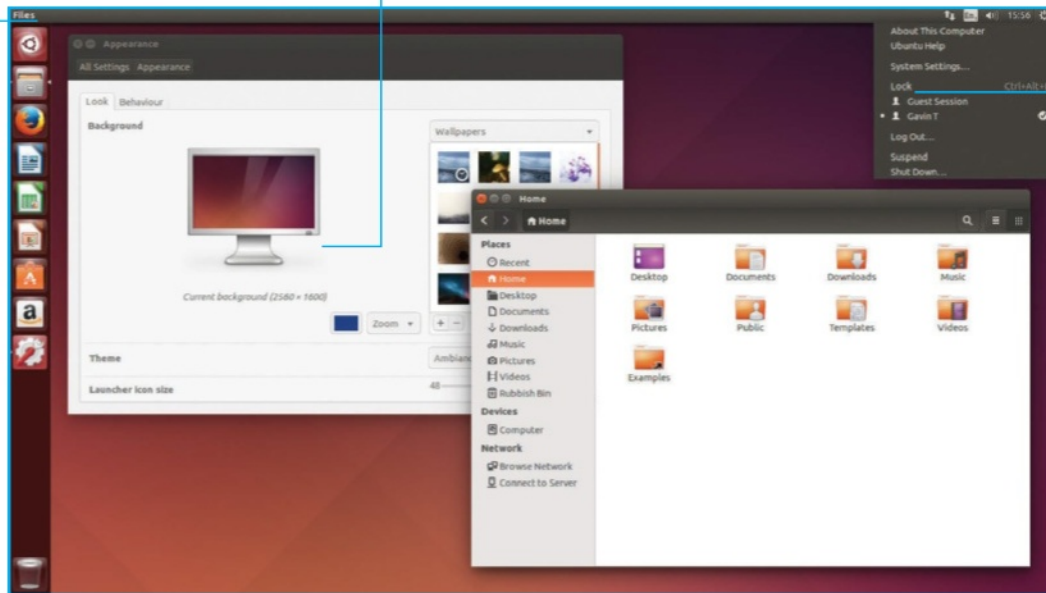 Files
En
15:56
About This Computer
Ubuntu Help
System Settings...
Lock
Guest Session
Gavin T
Log Out...
Suspend
Shut Down...
Appearance
All Settings Appearance
Look Behaviour
Background
Wallpapers
Current background (2560 × 1600)
Zoom
Theme
Launcher icon size
48
Home
Home
Places
Recent
Home
Desktop
Documents
Downloads
Music
Pictures
Videos
Rubbish Bin
Devices
Computer
Network
Browse Network
Connect to Server
Desktop Documents Downloads Music
Pictures Public Templates Videos
Examples
a